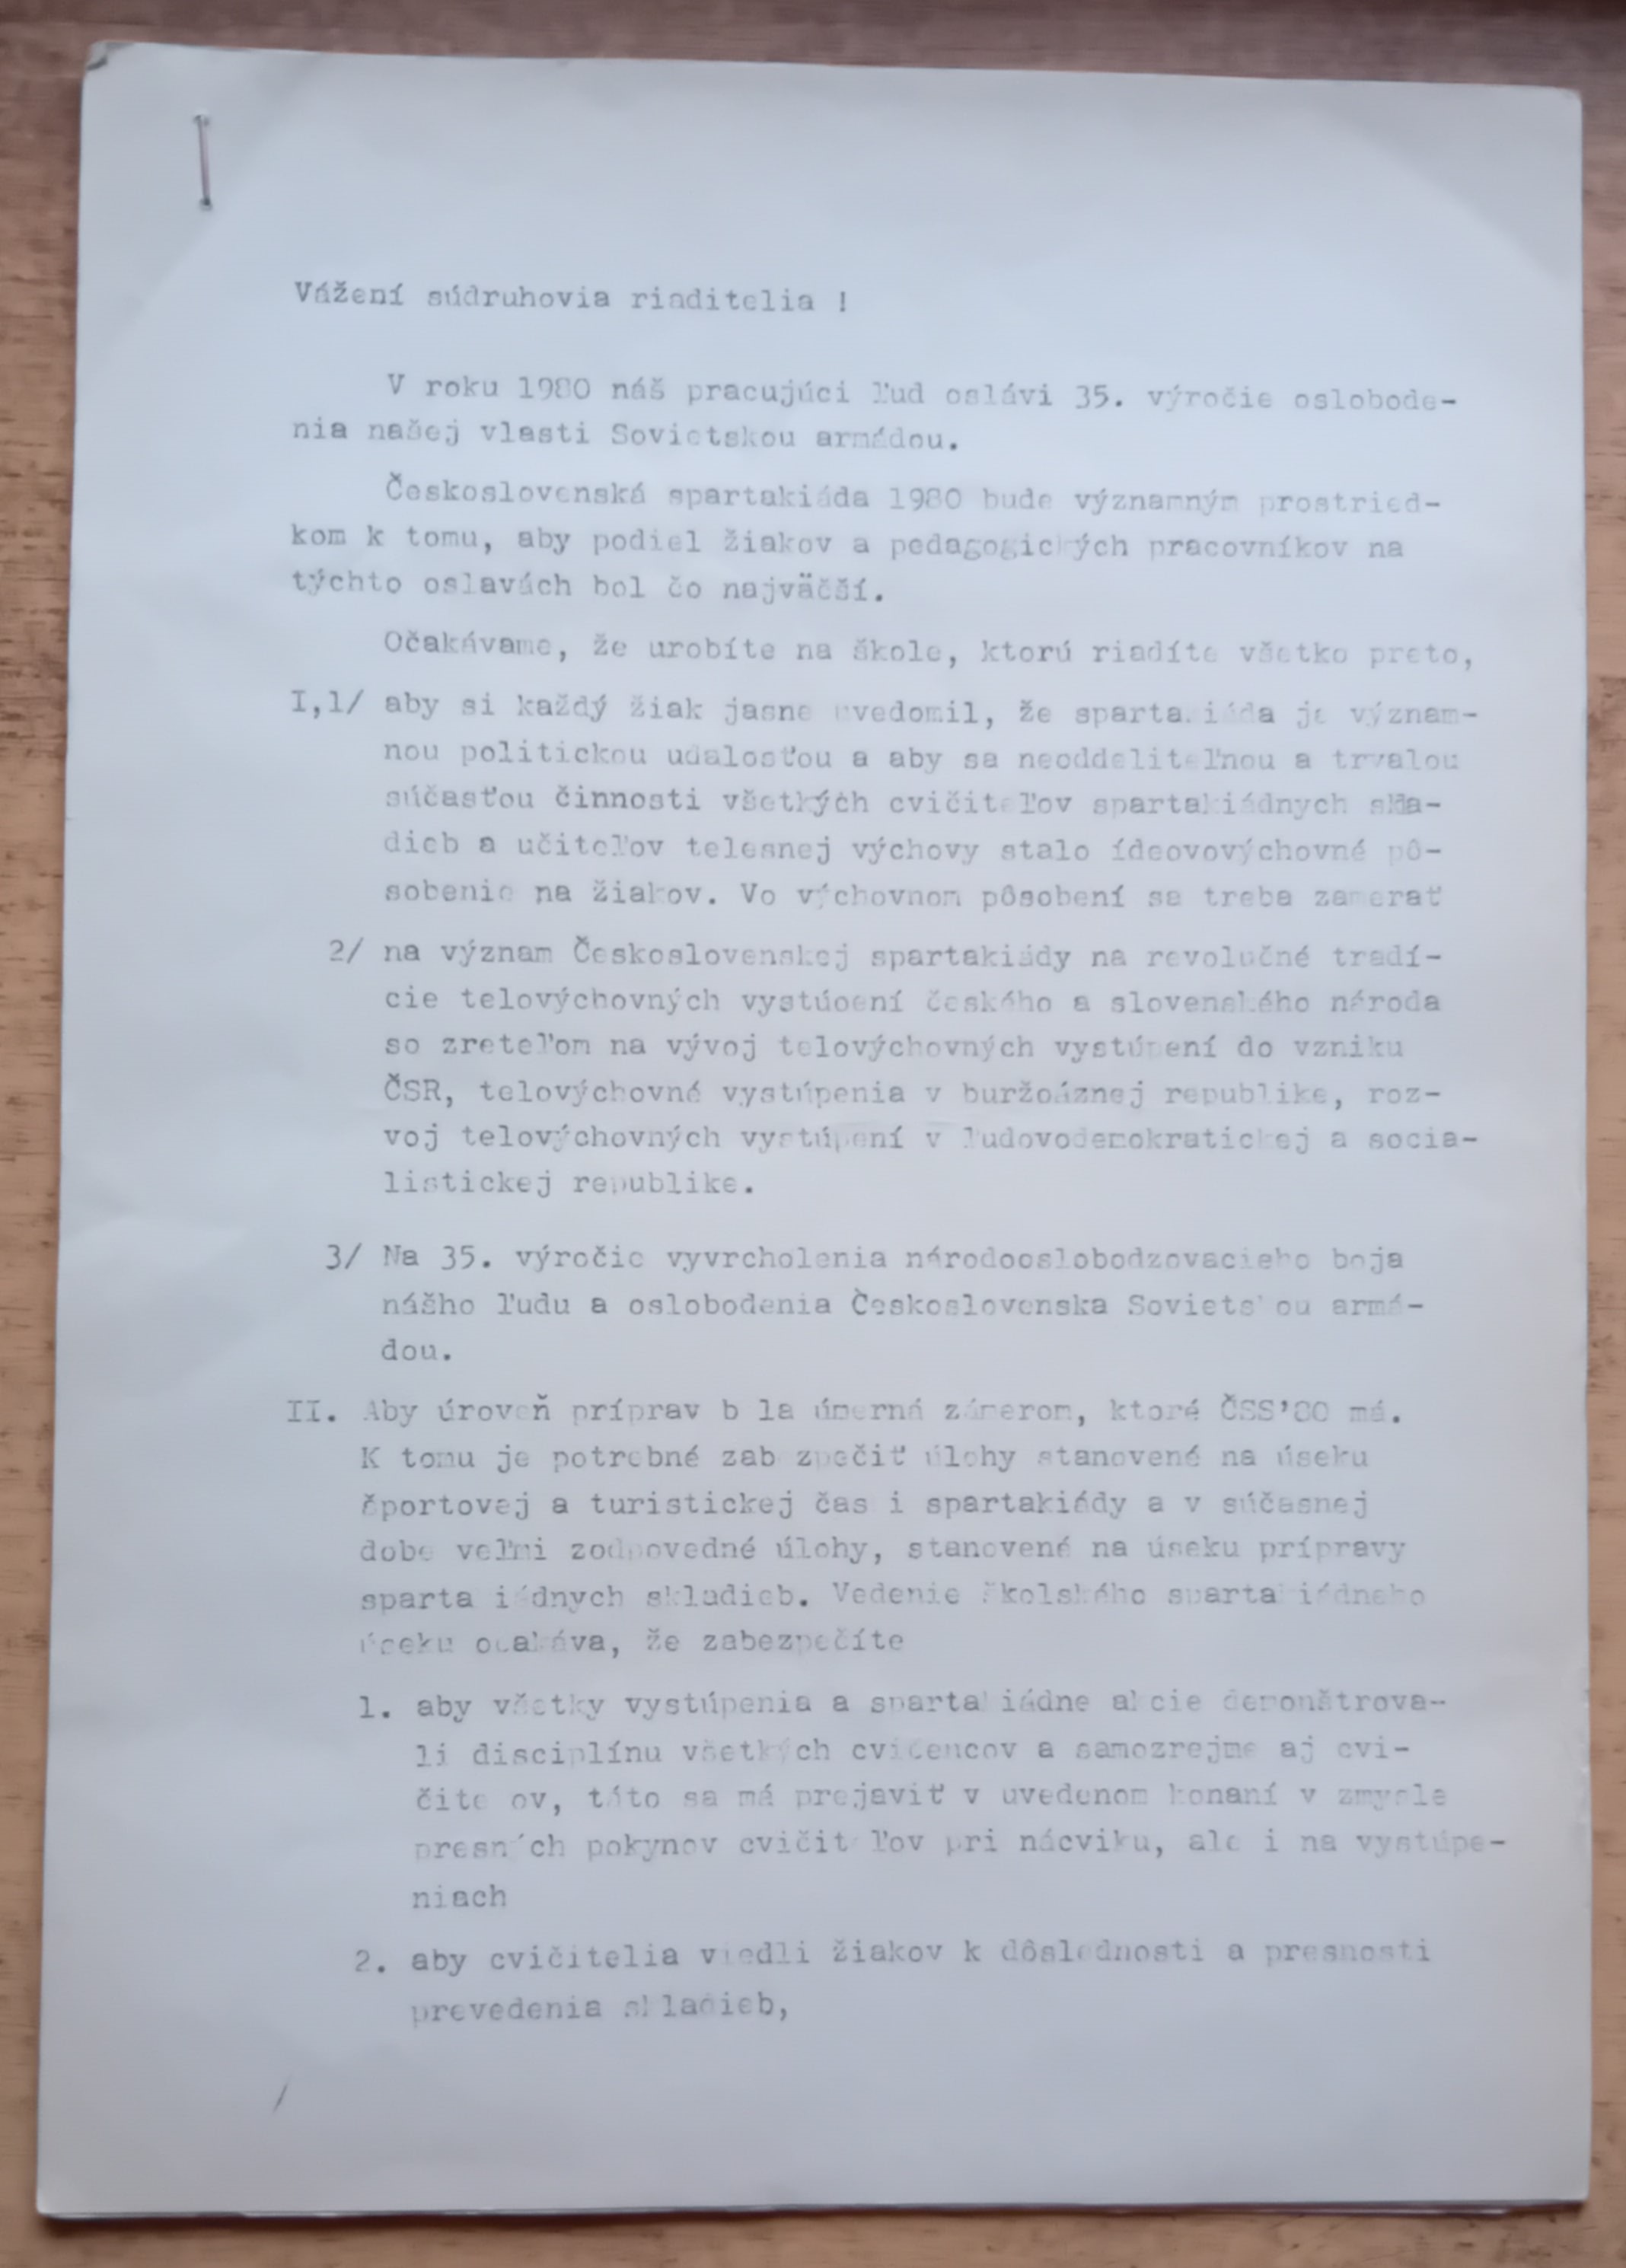 Vážení súdruhovia riaditelia !
V roku 1980 náš pracujúci ľud oslávi 35. výročie oslobode-
nia našej vlasti Sovietskou armádou.
Československá spartakiáda 1980 bude významným prostried-
kom k tomu, aby podiel žiakov a pedagogických pracovníkov na
týchto oslavách bol čo najväčší.
Očakávame, že urobíte na škole, ktorú riadíte všetko preto,
I,1/ aby si každý žiak jasne uvedomil, že spartakiáda je význam-
nou politickou udalosťou a aby sa neoddeliteľnou a trvalou
súčasťou činnosti všetkých cvičiteľov spartakiádnych skla-
dieb a učiteľov telesnej výchovy stalo ídeovovýchovné pô-
sobenie na žiakov. Vo výchovnom pôsobení sa treba zamerať
2/ na význam Československej spartakiády na revolučné tradí-
cie telovýchovných vystúoení českého a slovenského národa
so zreteľom na vývoj telovýchovných vystúpení do vzniku
ČSR, telovýchovné vystúpenia v buržoáznej republike, roz-
voj telovýchovných vystúpení v ľudovodemokratickej a socia-
listickej republike.
3/ Na 35. výročie vyvrcholenia národooslobodzovacieho boja
nášho ľudu a oslobodenia Československa Sovietskou armá-
dou.
II. Aby úroveň príprav bola úmerná zámerom, ktoré ČSS'80 má.
K tomu je potrebné zabezpečiť úlohy stanovené na úseku
športovej a turistickej časti spartakiády a v súčasnej
dobe veľmi zodpovedné úlohy, stanovené na úseku prípravy
spartakiádnych skladieb. Vedenie školského spartakiádneho
úseku očakáva, že zabezpečíte
1. aby všetky vystúpenia a spartakiádne akcie demonštrova-
li disciplínu všetkých cvičencov a samozrejme aj cvi-
čiteľov, táto sa má prejaviť v uvedenom konaní v zmysle
presných pokynov cvičiteľov pri nácviku, ale i na vystúpe-
niach
2. aby cvičitelia viedli žiakov k dôslednosti a presnosti
prevedenia skladieb,